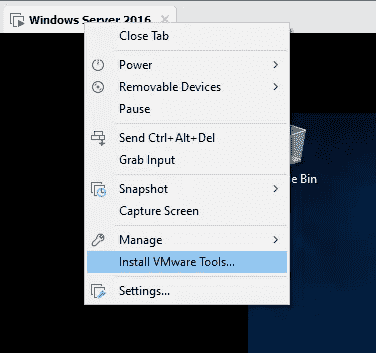 Windows Server 2016
Close Tab
Power
Removable Devices
Pause
Send Ctrl+Alt+Del
Grab Input
Snapshot
Capture Screen
Manage
Install VMware Tools...
Settings...
Bin